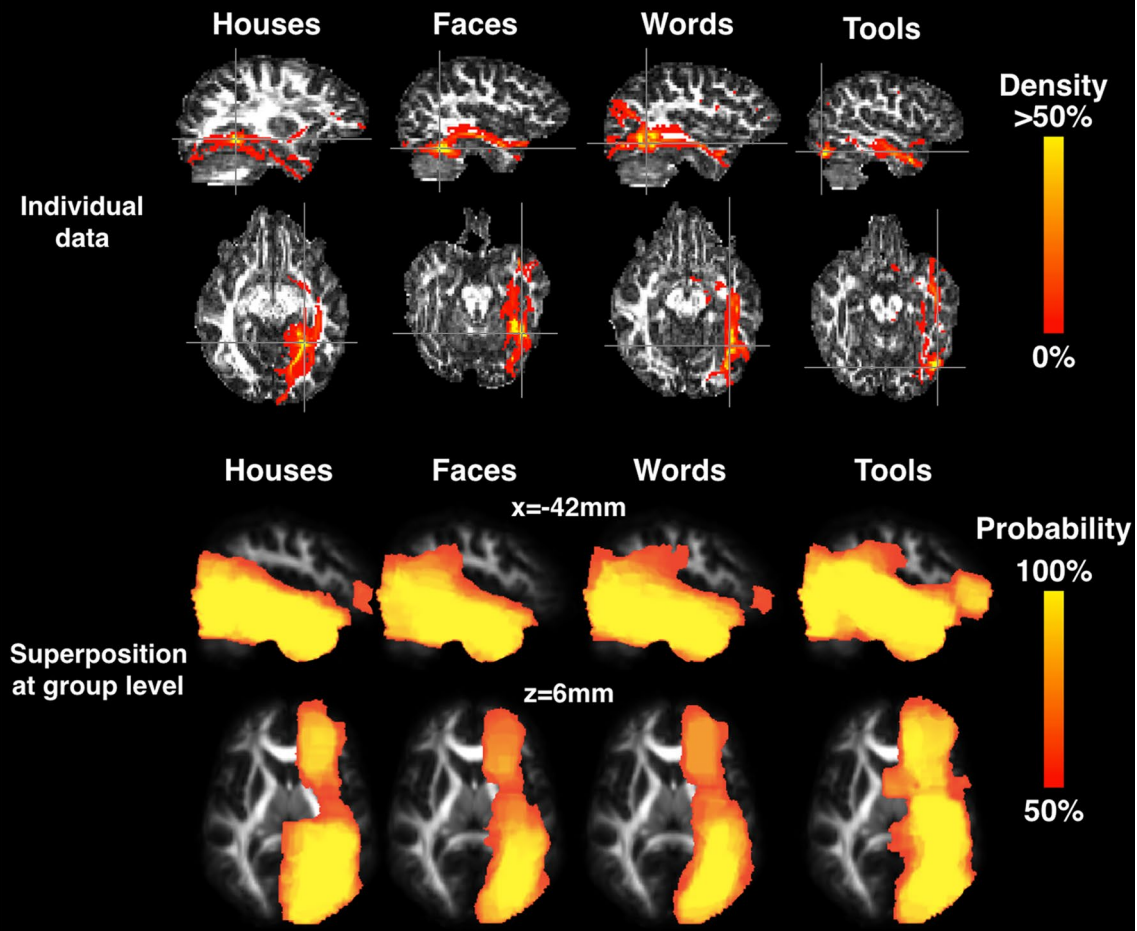 Houses Faces Words Tools
Density
>50%
Individual
data
0%
Houses Faces Words Tools
x=-42mm
Probability
100%
Superposition
at group level
z=6mm
50%